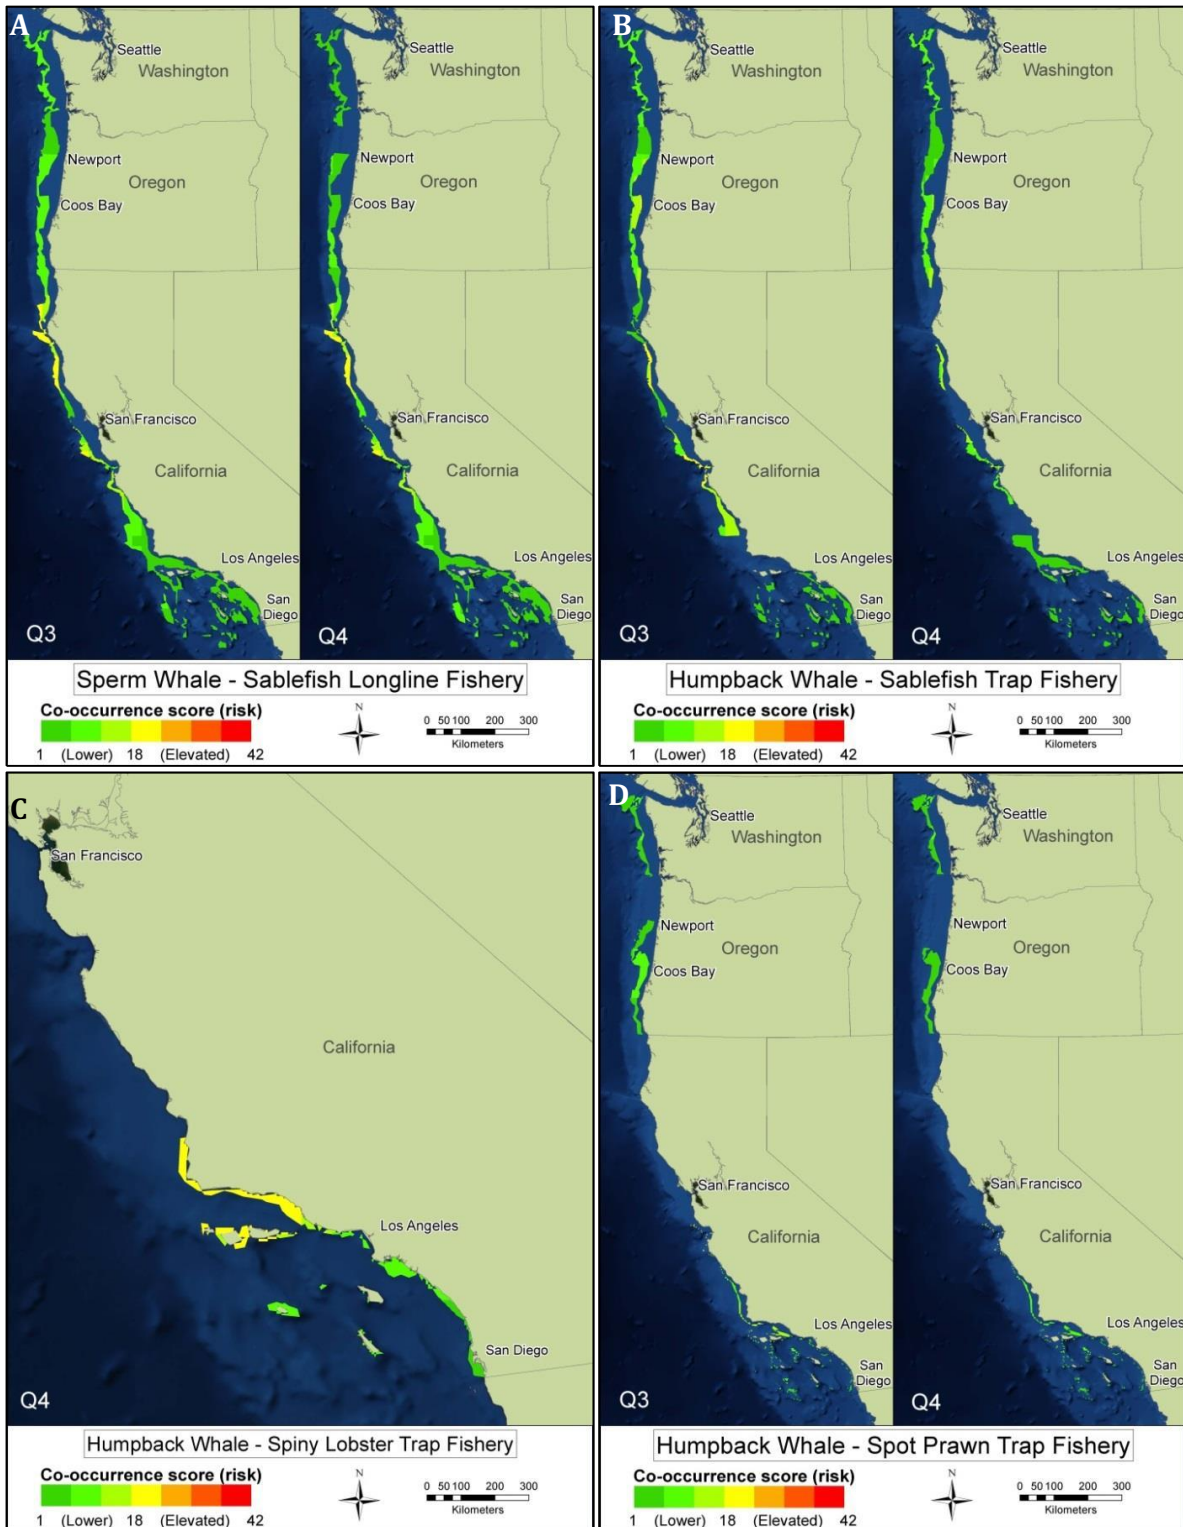 A
Seattle
Washington
Newport
Oregon
Coos Bay
San Francisco
California
Los Angeles
San
Diego
Q3
Seattle
Washington
Newport
Oregon
Coos Bay
San Francisco
California
Los Angeles
San
Diego
Q4
Sperm Whale - Sablefish Longline Fishery
Co-occurrence score (risk)
1 (Lower) 18 (Elevated) 42
N
0 50 100 200 300
Kilometers
B
Seattle
Washington
Newport
Oregon
Coos Bay
San Francisco
California
Los Angeles
San
Diego
Q3
Seattle
Washington
Newport
Oregon
Coos Bay
San Francisco
California
Los Angeles
San
Diego
Q4
Humpback Whale - Sablefish Trap Fishery
Co-occurrence score (risk)
1 (Lower) 18 (Elevated) 42
N
0 50 100 200 300
Kilometers
C
San Francisco
California
Los Angeles
San Diego
Q4
Humpback Whale - Spiny Lobster Trap Fishery
Co-occurrence score (risk)
1 (Lower) 18 (Elevated) 42
N
0 50 100 200 300
Kilometers
D
Seattle
Washington
Newport
Oregon
Coos Bay
San Francisco
California
Los Angeles
San
Diego
Q3
Seattle
Washington
Newport
Oregon
Coos Bay
San Francisco
California
Los Angeles
San
Diego
Q4
Humpback Whale - Spot Prawn Trap Fishery
Co-occurrence score (risk)
1 (Lower) 18 (Elevated) 42
N
0 50 100 200 300
Kilometers